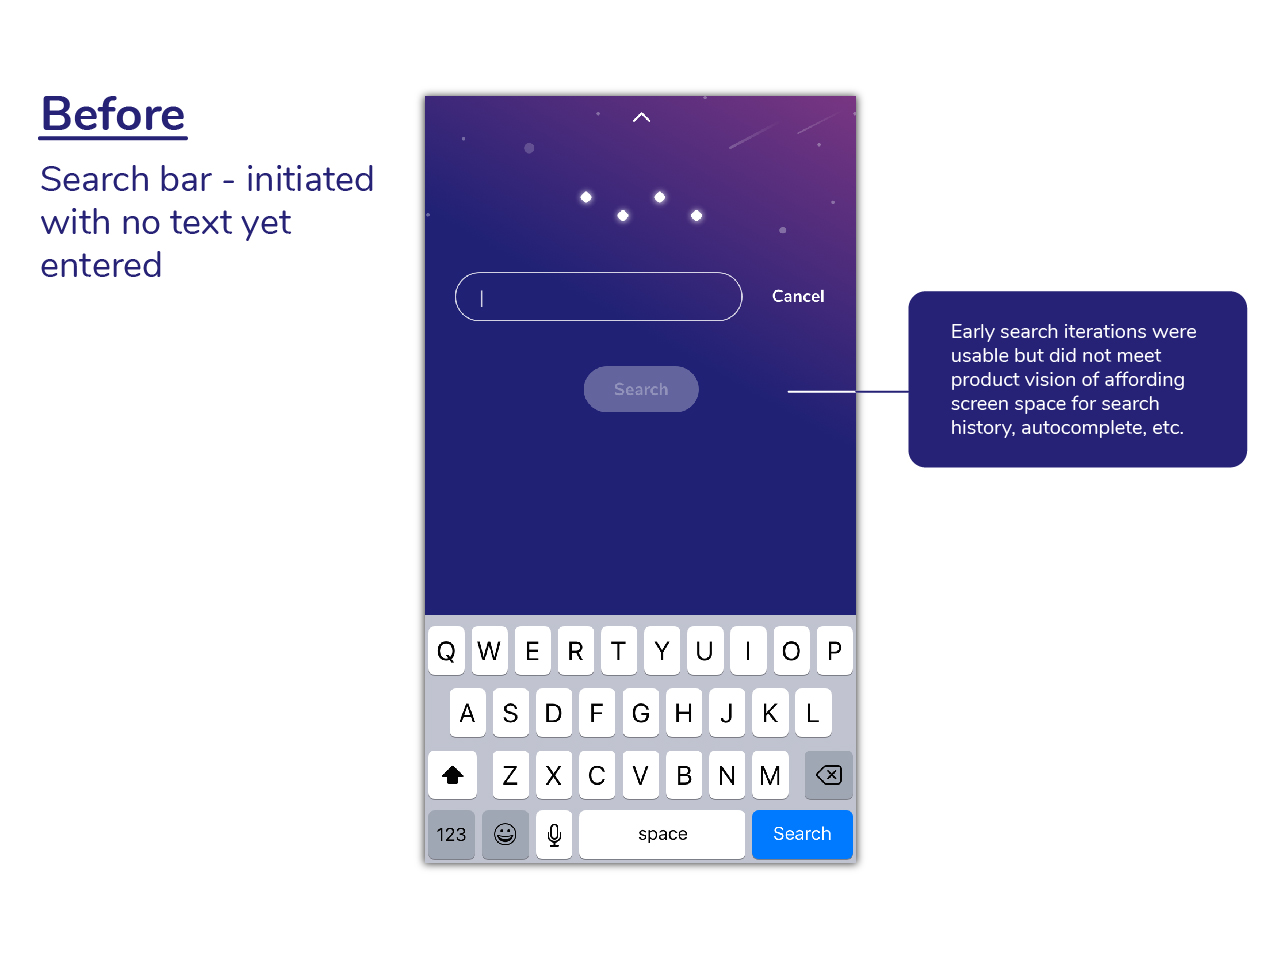 Before
Search bar - initiated
with no text yet
entered
Cancel
Search
Early search iterations were
usable but did not meet
product vision of affording
screen space for search
history, autocomplete, etc.
Q W E R T Y U I O P
A S D F G H J K L
Z X C V B N M
123 space Search